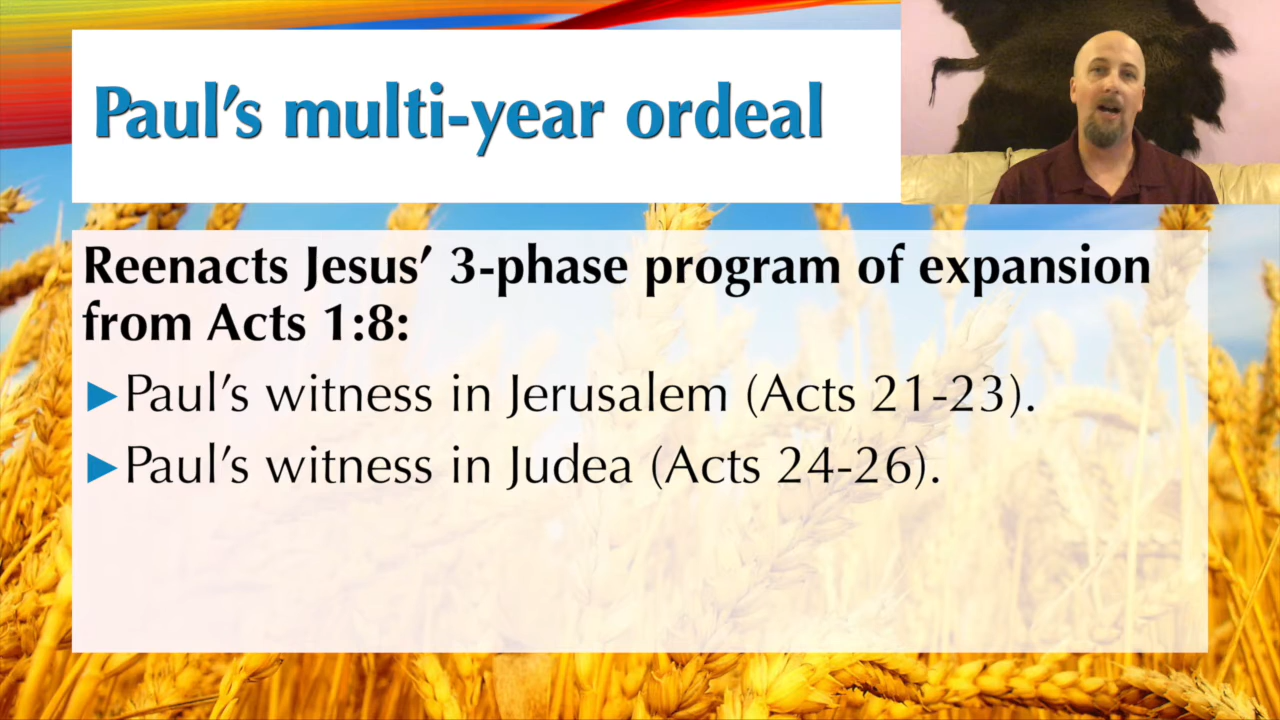 Paul’s multi-year ordeal
Reenacts Jesus’ 3-phase program of expansion
from Acts 1:8:
▶Paul’s witness in Jerusalem (Acts 21-23).
▶Paul’s witness in Judea (Acts 24-26).